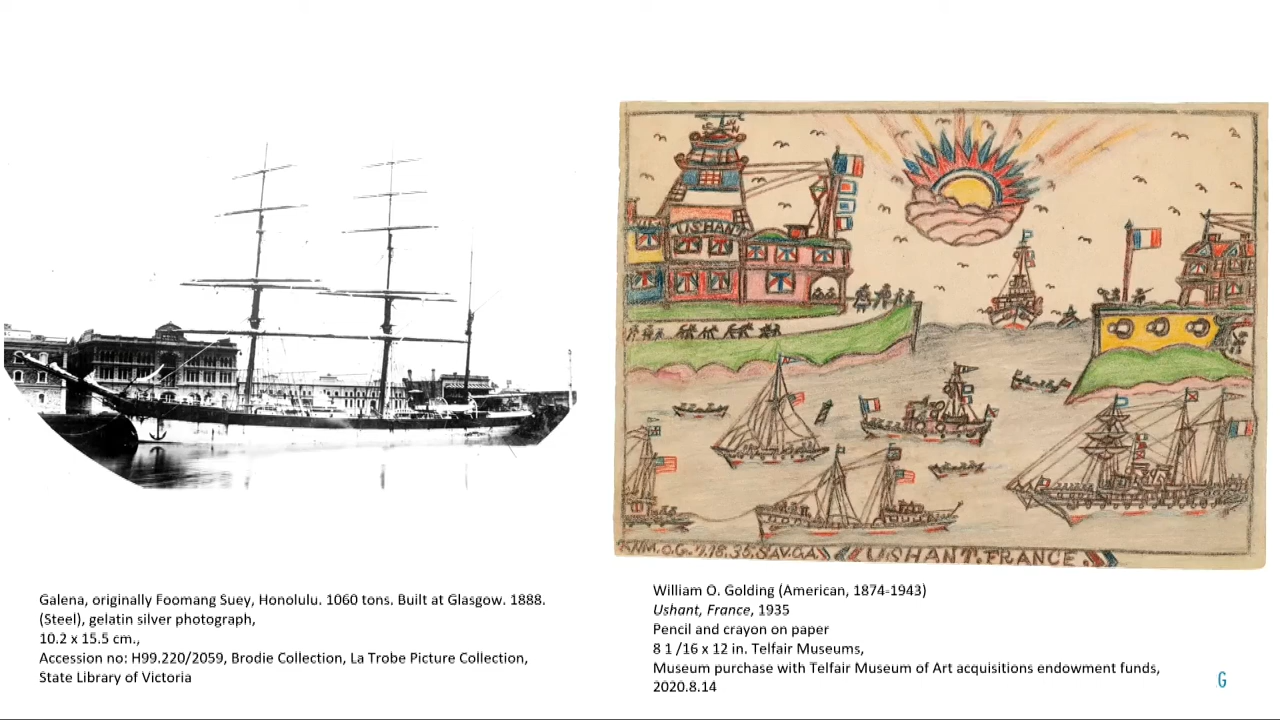 USHANT
KNM.O.G. 7.18.35. SAV.GA. USHANT. FRANCE
Galena, originally Foomang Suey, Honolulu. 1060 tons. Built at Glasgow. 1888.
(Steel), gelatin silver photograph,
10.2 x 15.5 cm.,
Accession no: H99.220/2059, Brodie Collection, La Trobe Picture Collection,
State Library of Victoria
William O. Golding (American, 1874-1943)
Ushant, France, 1935
Pencil and crayon on paper
8 1 /16 x 12 in. Telfair Museums,
Museum purchase with Telfair Museum of Art acquisitions endowment funds,
2020.8.14
G